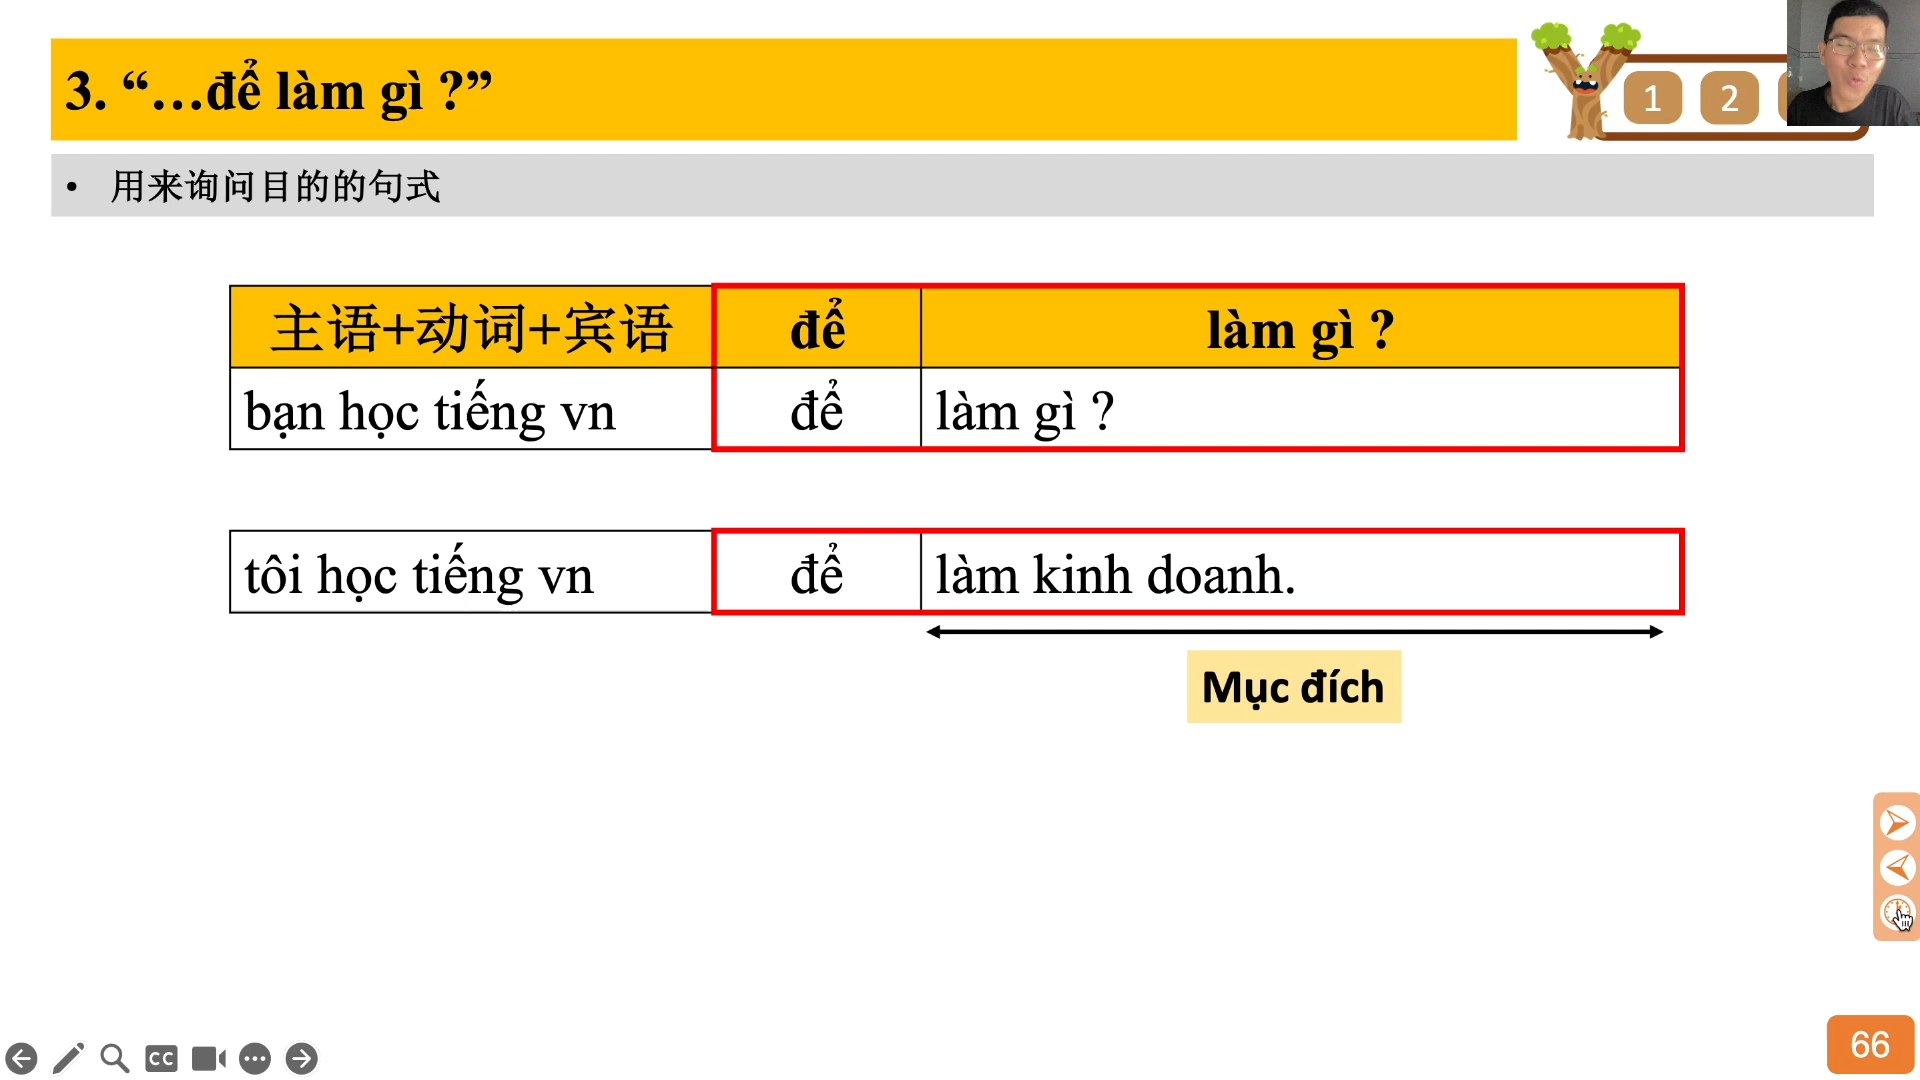 3. “...để làm gì ?”
1 2
• 用来询问目的的句式
主语+动词+宾语 để làm gì ?
bạn học tiếng vn để làm gì ?
tôi học tiếng vn để làm kinh doanh.
Mục đích
CC
66